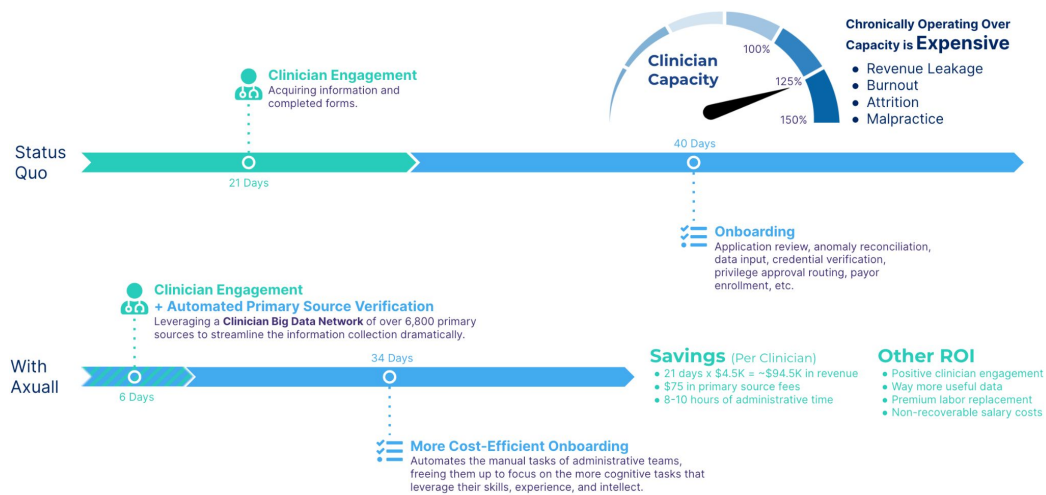 Chronically Operating Over
Capacity is Expensive
● Revenue Leakage
● Burnout
● Attrition
● Malpractice
Clinician
Capacity
100%
125%
150%
Clinician Engagement
Acquiring information and
completed forms.
Status
Quo
21 Days
40 Days
Onboarding
Application review, anomaly reconciliation,
data input, credential verification,
privilege approval routing, payor
enrollment, etc.
Clinician Engagement
+ Automated Primary Source Verification
Leveraging a Clinician Big Data Network of over 6,800 primary
sources to streamline the information collection dramatically.
With
Axuall
6 Days
34 Days
More Cost-Efficient Onboarding
Automates the manual tasks of administrative teams,
freeing them up to focus on the more cognitive tasks that
leverage their skills, experience, and intellect.
Savings (Per Clinician)
● 21 days x $4.5K = ~$94.5K in revenue
● $75 in primary source fees
● 8-10 hours of administrative time
Other ROI
● Positive clinician engagement
● Way more useful data
● Premium labor replacement
● Non-recoverable salary costs